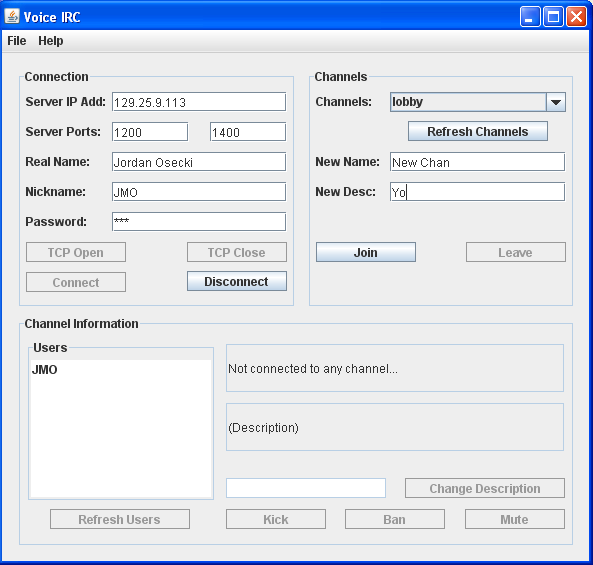 Voice IRC
File Help
Connection
Server IP Add: 129.25.9.113
Server Ports: 1200 1400
Real Name: Jordan Osecki
Nickname: JMO
Password: ***
TCP Open TCP Close
Connect Disconnect
Channels
Channels: lobby
Refresh Channels
New Name: New Chan
New Desc: Yo
Join Leave
Channel Information
Users
JMO
Not connected to any channel...
(Description)
Change Description
Refresh Users Kick Ban Mute